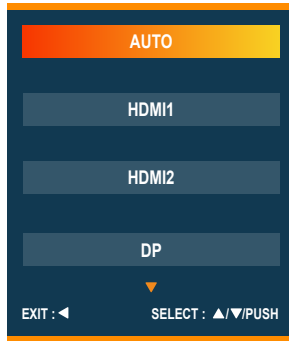 AUTO
HDMI1
HDMI2
DP
▼
EXIT : ◀ SELECT : ▲/▼/PUSH